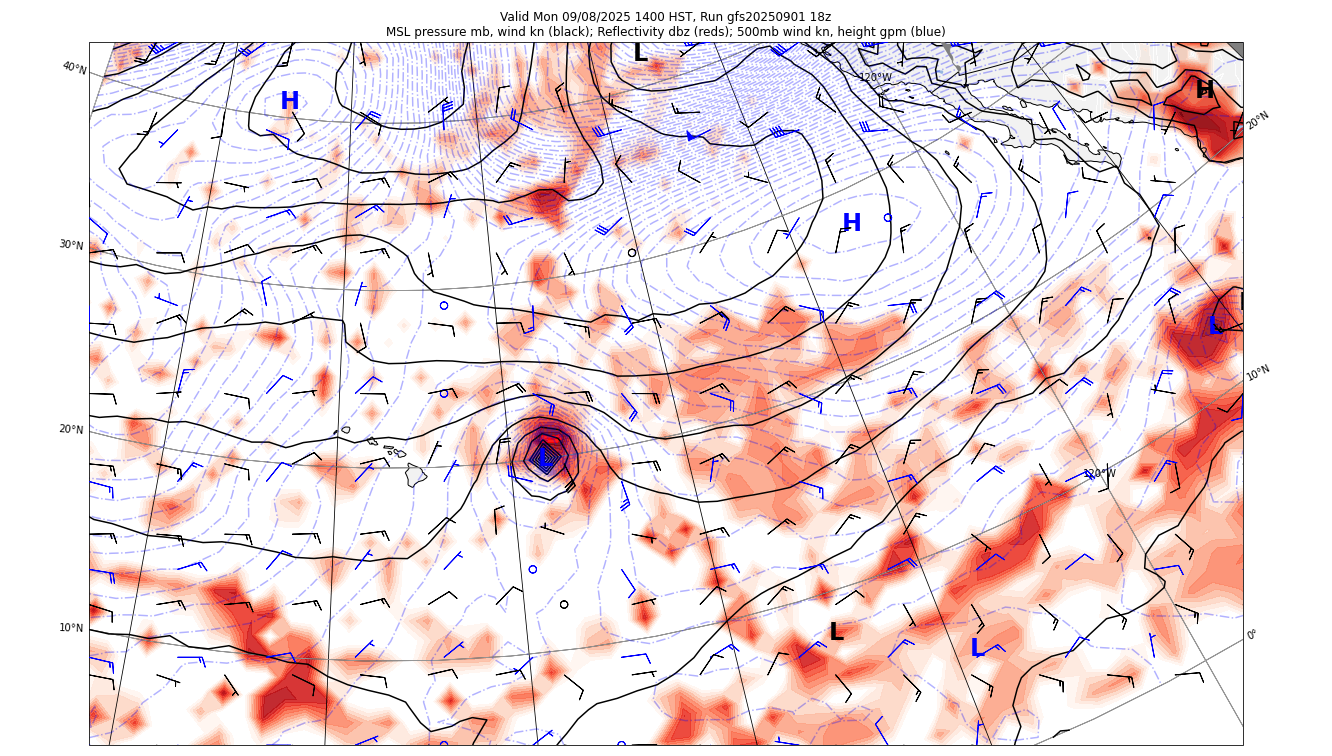 Valid Mon 09/08/2025 1400 HST, Run gfs20250901 18z
MSL pressure mb, wind kn (black); Reflectivity dbz (reds); 500mb wind kn, height gpm (blue)
L
40°N
120°W
H
H
20°N
H
30°N
L
L
10°N
20°N
L
120°W
10°N
L
0°
L